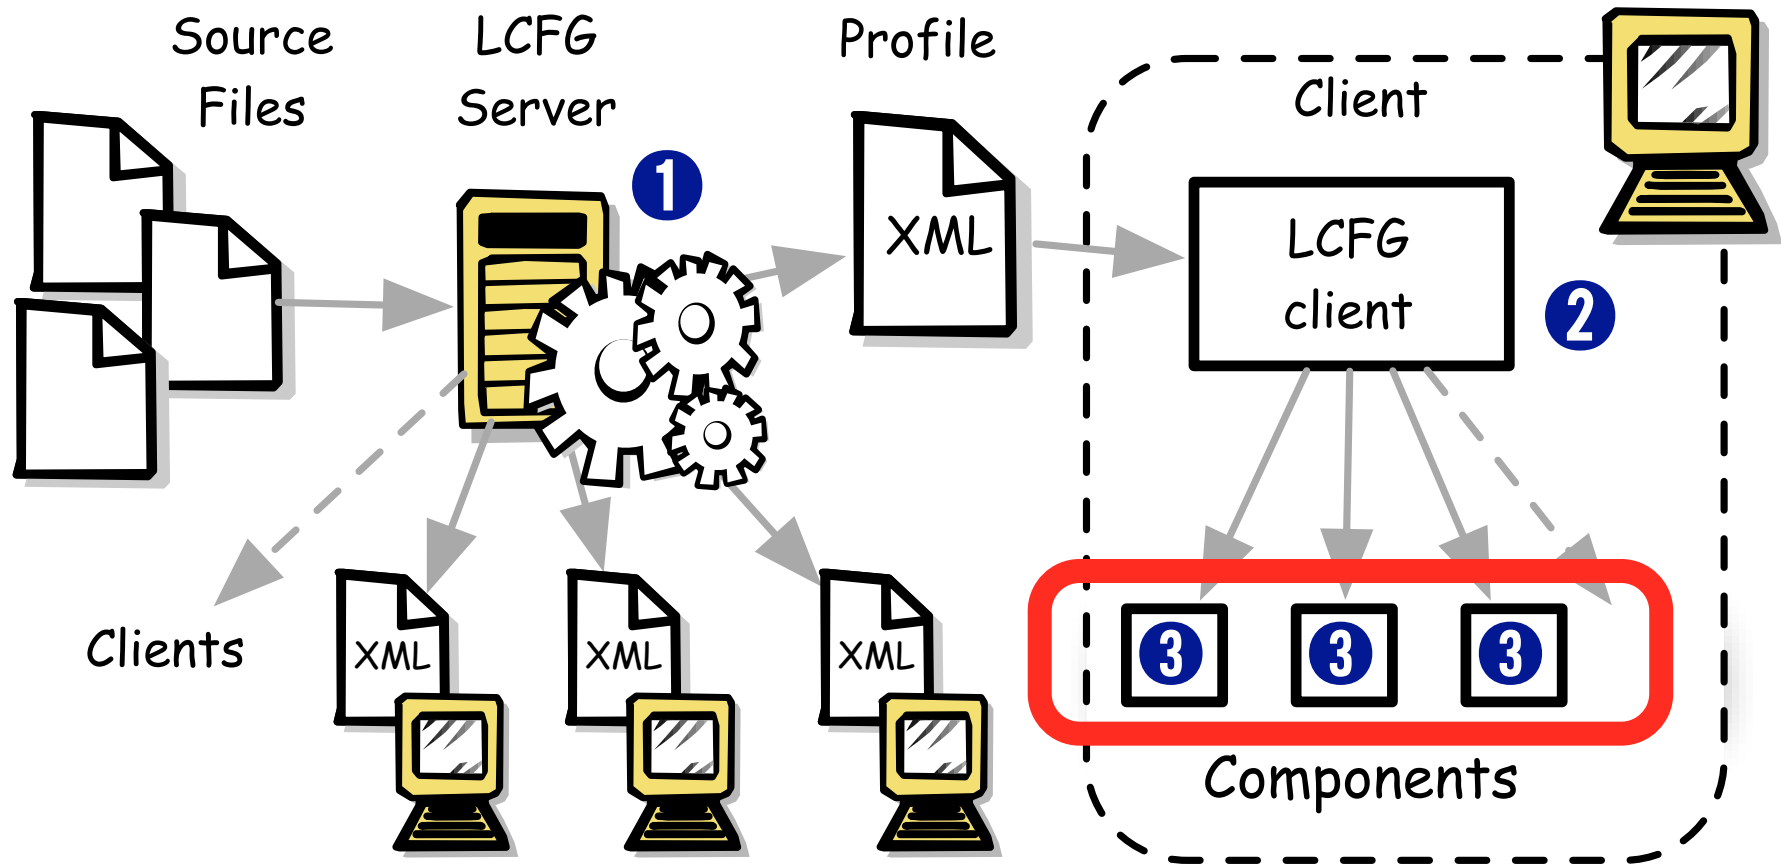 Source
Files
LCFG
Server
Profile
Client
1
XML
LCFG
client
2
Clients
XML
XML
XML
3
3
3
Components